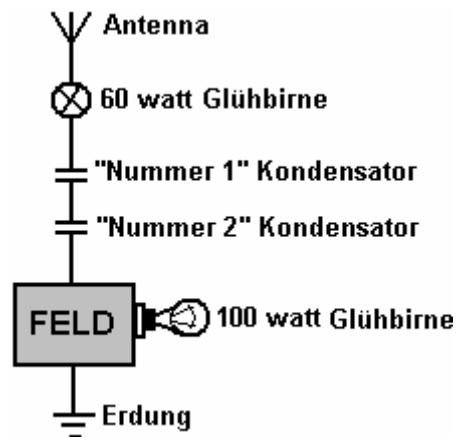 Antenna
60 watt Glühbirne
"Nummer 1" Kondensator
"Nummer 2" Kondensator
FELD
100 watt Glühbirne
Erdung